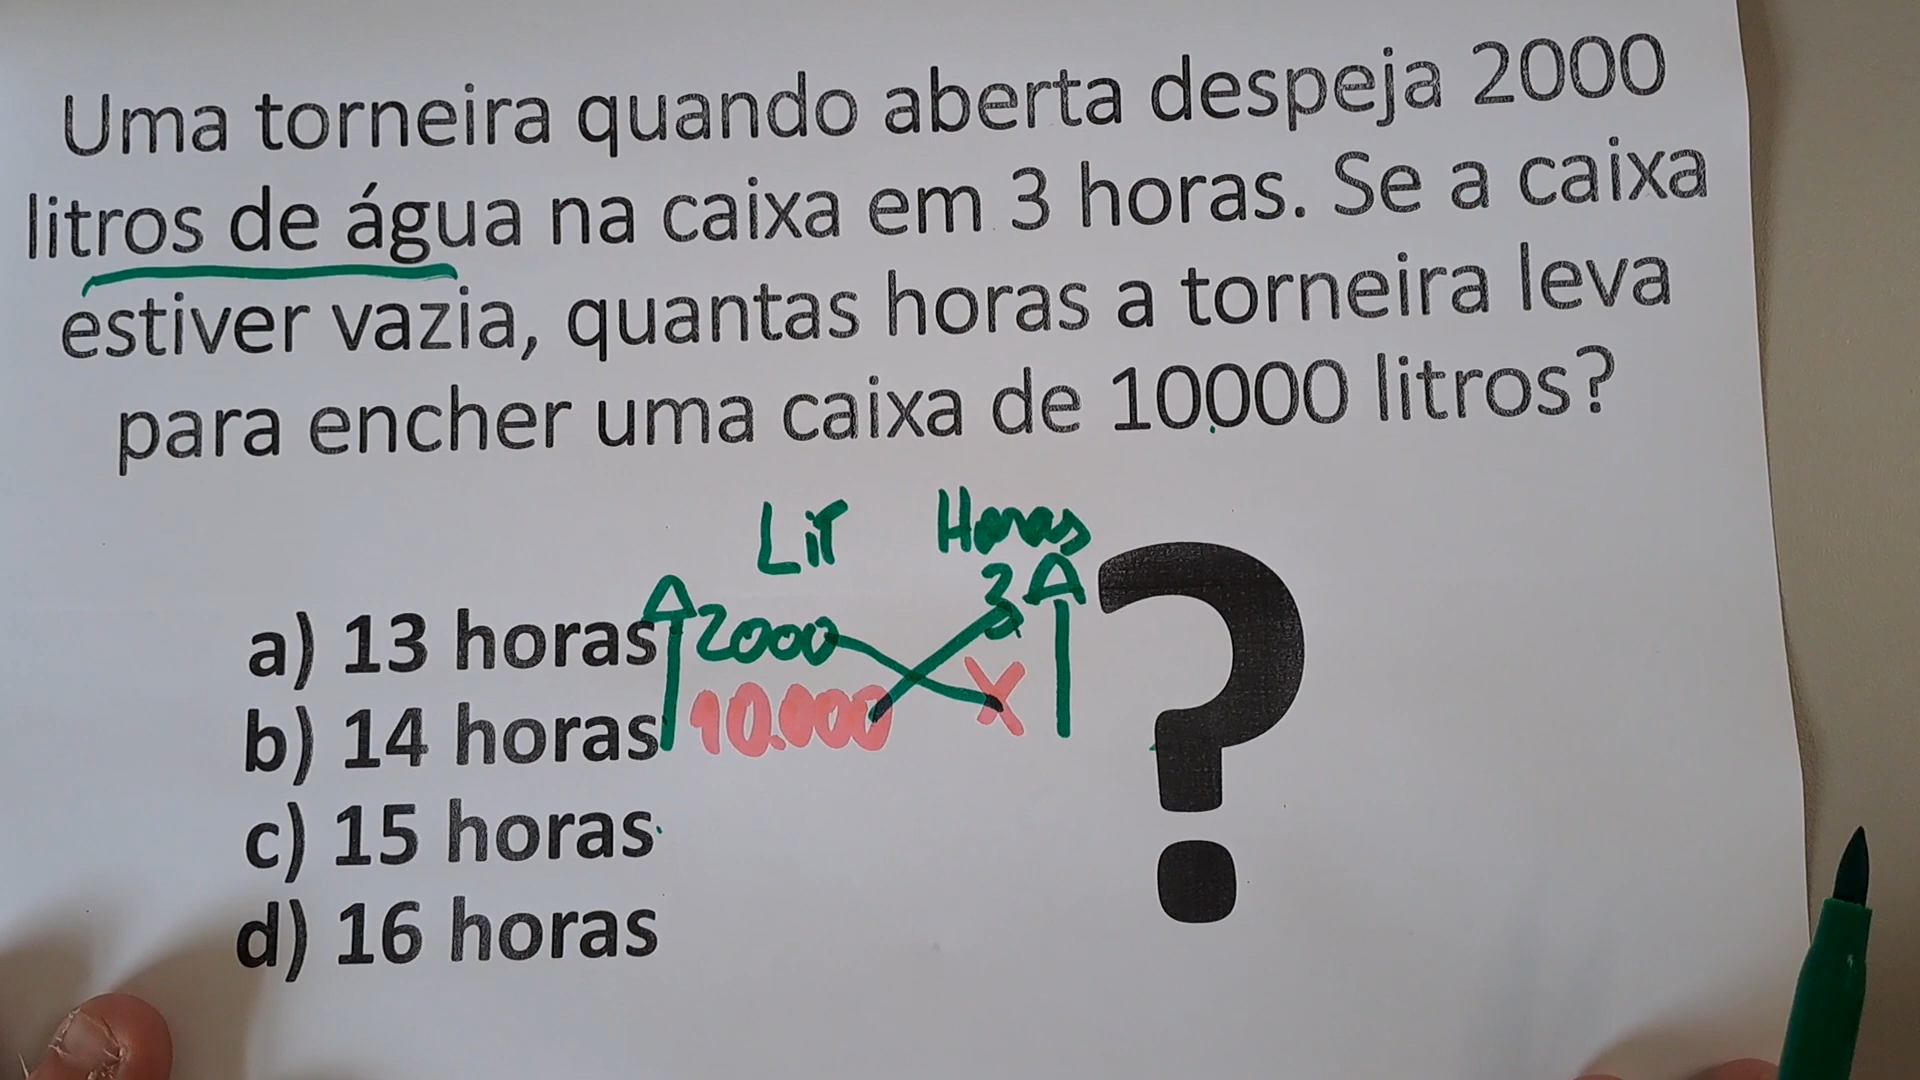 Uma torneira quando aberta despeja 2000
litros de água na caixa em 3 horas. Se a caixa
estiver vazia, quantas horas a torneira leva
para encher uma caixa de 10000 litros?
Lit Horas
a) 13 horas 2000 3
b) 14 horas 10.000 X
c) 15 horas
d) 16 horas
?